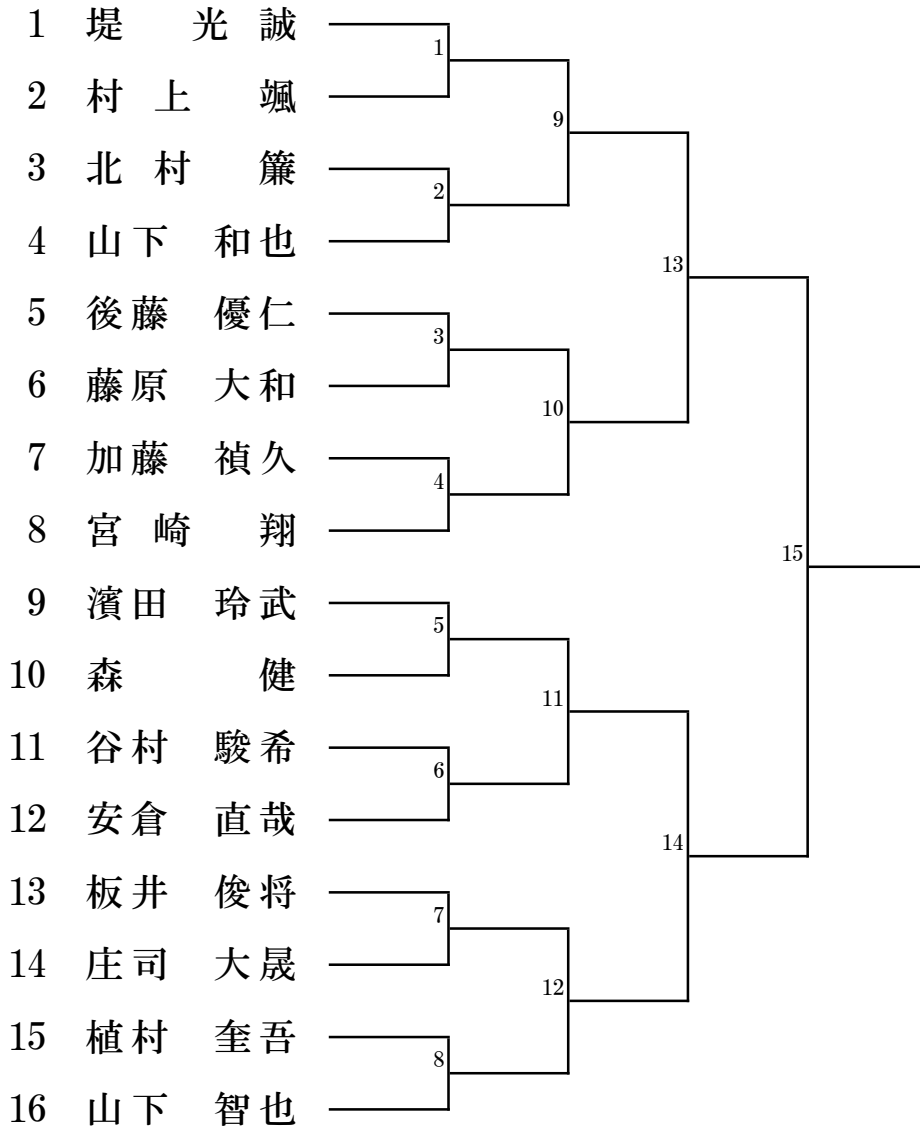 1 堤 光誠
2 村上 颯
3 北村 簾
4 山下 和也
5 後藤 優仁
6 藤原 大和
7 加藤 禎久
8 宮崎 翔
9 濱田 玲武
10 森 健
11 谷村 駿希
12 安倉 直哉
13 板井 俊将
14 庄司 大晟
15 植村 奎吾
16 山下 智也
1
2
3
4
5
6
7
8
9
10
11
12
13
14
15